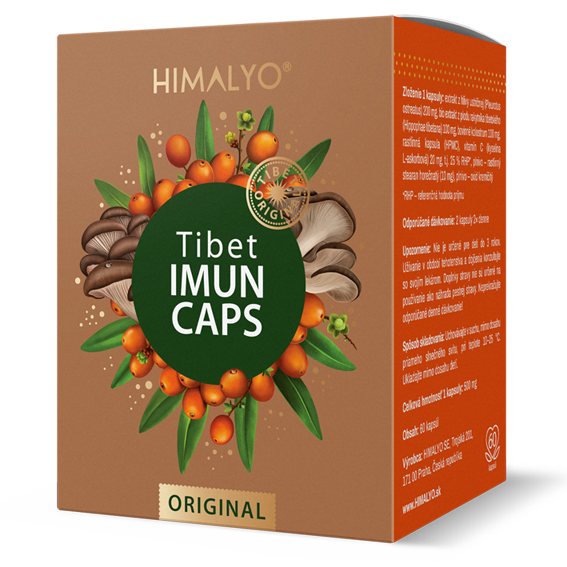 HIMALYO®
TIBET
ORIGINAL
Tibet
IMUN
CAPS
ORIGINAL
Zloženie 1 kapsuly: extrakt z hlivy ustričnej (Pleurotus
ostreatus) 200 mg, bio extrakt z plodu rakytníka tibetského
(Hippophae tibetana) 100 mg, bovinné kolostrum 100 mg,
rastlinná kapsula (HPMC), vitamín C (kyselina
L-askorbová) 20 mg, t.j. 25 % RHP*, plnivo – rastlinný
stearan horečnatý (10 mg), plnivo – oxid kremičitý
*RHP – referenčná hodnota príjmu
Odporúčané dávkovanie: 2 kapsuly 2x denne
Upozornenie: Nie je určené pre deti do 3 rokov.
Užívanie v období tehotenstva a dojčenia konzultujte
so svojím lekárom. Doplnky stravy nie sú určené na
používanie ako náhrada pestrej stravy. Neprekračujte
odporúčané denné dávkovanie!
Spôsob skladovania: Uchovávajte v suchu, mimo dosahu
priameho slnečného svitu, pri teplote 10–25 °C.
Ukladajte mimo dosahu detí.
Celková hmotnosť 1 kapsuly: 500 mg
Obsah: 60 kapsúl
Výrobca: HIMALYO SE, Trojská 201,
171 00 Praha, Česká republika
www.HIMALYO.sk
60
kapsúl